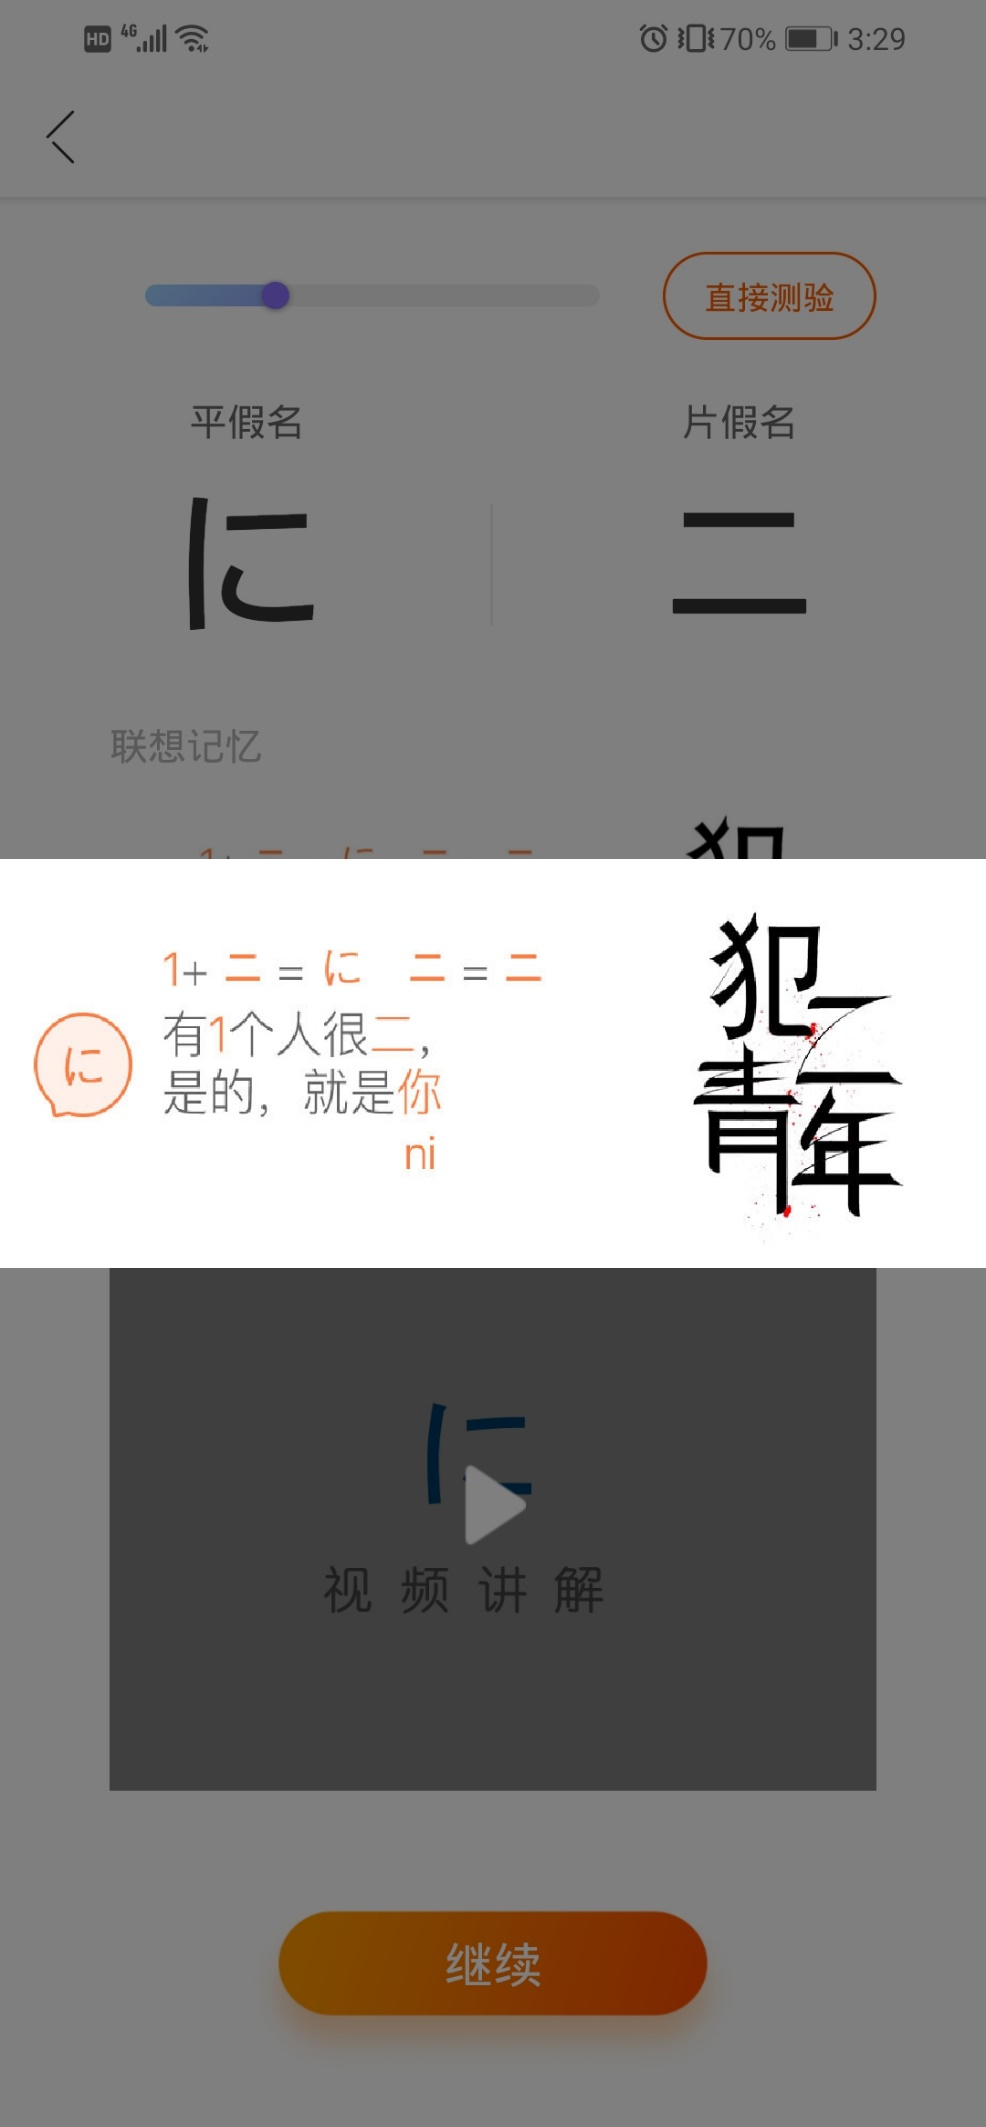 HD 4G 70% 3:29
直接测验
平假名 片假名
に ニ
联想记忆
1+ ニ = に ニ = ニ
有1个人很二，
是的，就是你
ni
に
犯二
青年
に
视频讲解
继续